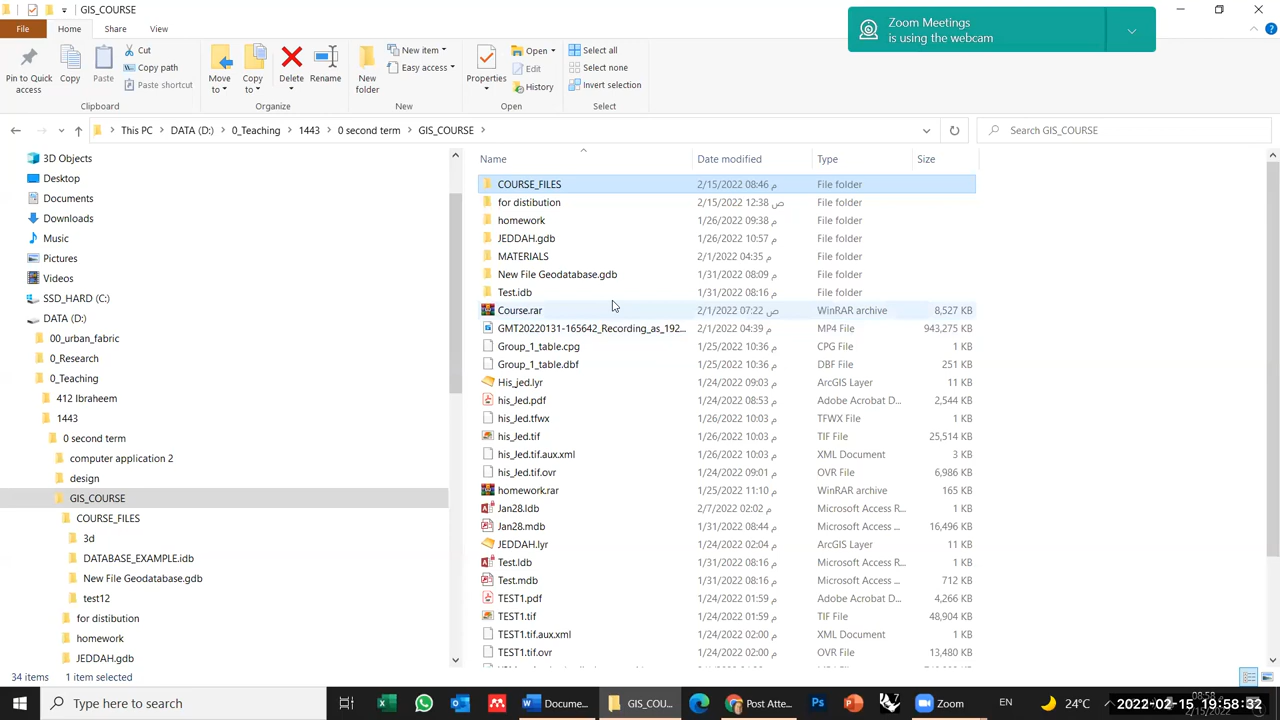 GIS_COURSE
Zoom Meetings
is using the webcam
File
Home
Share
View
Pin to Quick
access
Copy
Paste
Cut
Copy path
Paste shortcut
Clipboard
Move
to
Copy
to
Delete
Rename
Organize
New
folder
New item
Easy access
New
Properties
Open
Edit
History
Open
Select all
Select none
Invert selection
Select
This PC
DATA (D:)
0_Teaching
1443
0 second term
GIS_COURSE
Search GIS_COURSE
3D Objects
Desktop
Documents
Downloads
Music
Pictures
Videos
SSD_HARD (C:)
DATA (D:)
00_urban_fabric
0_Research
0_Teaching
412 Ibraheem
1443
0 second term
computer application 2
design
GIS_COURSE
COURSE_FILES
3d
DATABASE_EXAMPLE.idb
New File Geodatabase.gdb
test12
for distibution
homework
JEDDAH.gdb
Name Date modified Type Size
COURSE_FILES 2/15/2022 08:46 م File folder
for distibution 2/15/2022 12:38 ص File folder
homework 1/26/2022 09:38 م File folder
JEDDAH.gdb 1/26/2022 10:57 م File folder
MATERIALS 2/1/2022 04:35 م File folder
New File Geodatabase.gdb 1/31/2022 08:09 م File folder
Test.idb 1/31/2022 08:16 م File folder
Course.rar 2/1/2022 07:22 ص WinRAR archive 8,527 KB
GMT20220131-165642_Recording_as_192... 2/1/2022 04:39 م MP4 File 943,275 KB
Group_1_table.cpg 1/25/2022 10:36 م CPG File 1 KB
Group_1_table.dbf 1/25/2022 10:36 م DBF File 251 KB
His_jed.lyr 1/24/2022 09:03 م ArcGIS Layer 11 KB
his_Jed.pdf 1/24/2022 08:53 م Adobe Acrobat D... 2,544 KB
his_Jed.tfwx 1/26/2022 10:03 م TFWX File 1 KB
his_Jed.tif 1/26/2022 10:03 م TIF File 25,514 KB
his_Jed.tif.aux.xml 1/26/2022 10:03 م XML Document 3 KB
his_Jed.tif.ovr 1/24/2022 09:01 م OVR File 6,986 KB
homework.rar 1/25/2022 11:10 م WinRAR archive 165 KB
Jan28.ldb 2/7/2022 02:02 م Microsoft Access R... 1 KB
Jan28.mdb 1/31/2022 08:44 م Microsoft Access ... 16,496 KB
JEDDAH.lyr 1/24/2022 02:04 م ArcGIS Layer 11 KB
Test.ldb 1/31/2022 08:16 م Microsoft Access R... 1 KB
Test.mdb 1/31/2022 08:16 م Microsoft Access ... 712 KB
TEST1.pdf 1/24/2022 01:59 م Adobe Acrobat D... 4,266 KB
TEST1.tif 1/24/2022 01:59 م TIF File 48,904 KB
TEST1.tif.aux.xml 1/24/2022 02:00 م XML Document 1 KB
TEST1.tif.ovr 1/24/2022 02:00 م OVR File 13,480 KB
34 items 1 item selected
Type here to search
Docume...
GIS_COU...
Post Atte...
Zoom
EN
24°C
2022-02-15 19:58:32